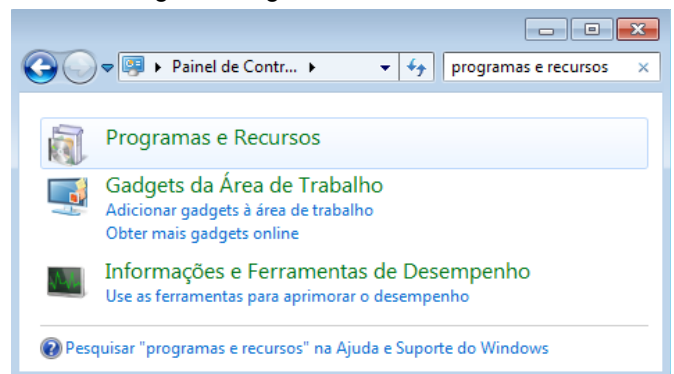 Painel de Contr...
programas e recursos
Programas e Recursos
Gadgets da Área de Trabalho
Adicionar gadgets à área de trabalho
Obter mais gadgets online
Informações e Ferramentas de Desempenho
Use as ferramentas para aprimorar o desempenho
Pesquisar "programas e recursos" na Ajuda e Suporte do Windows